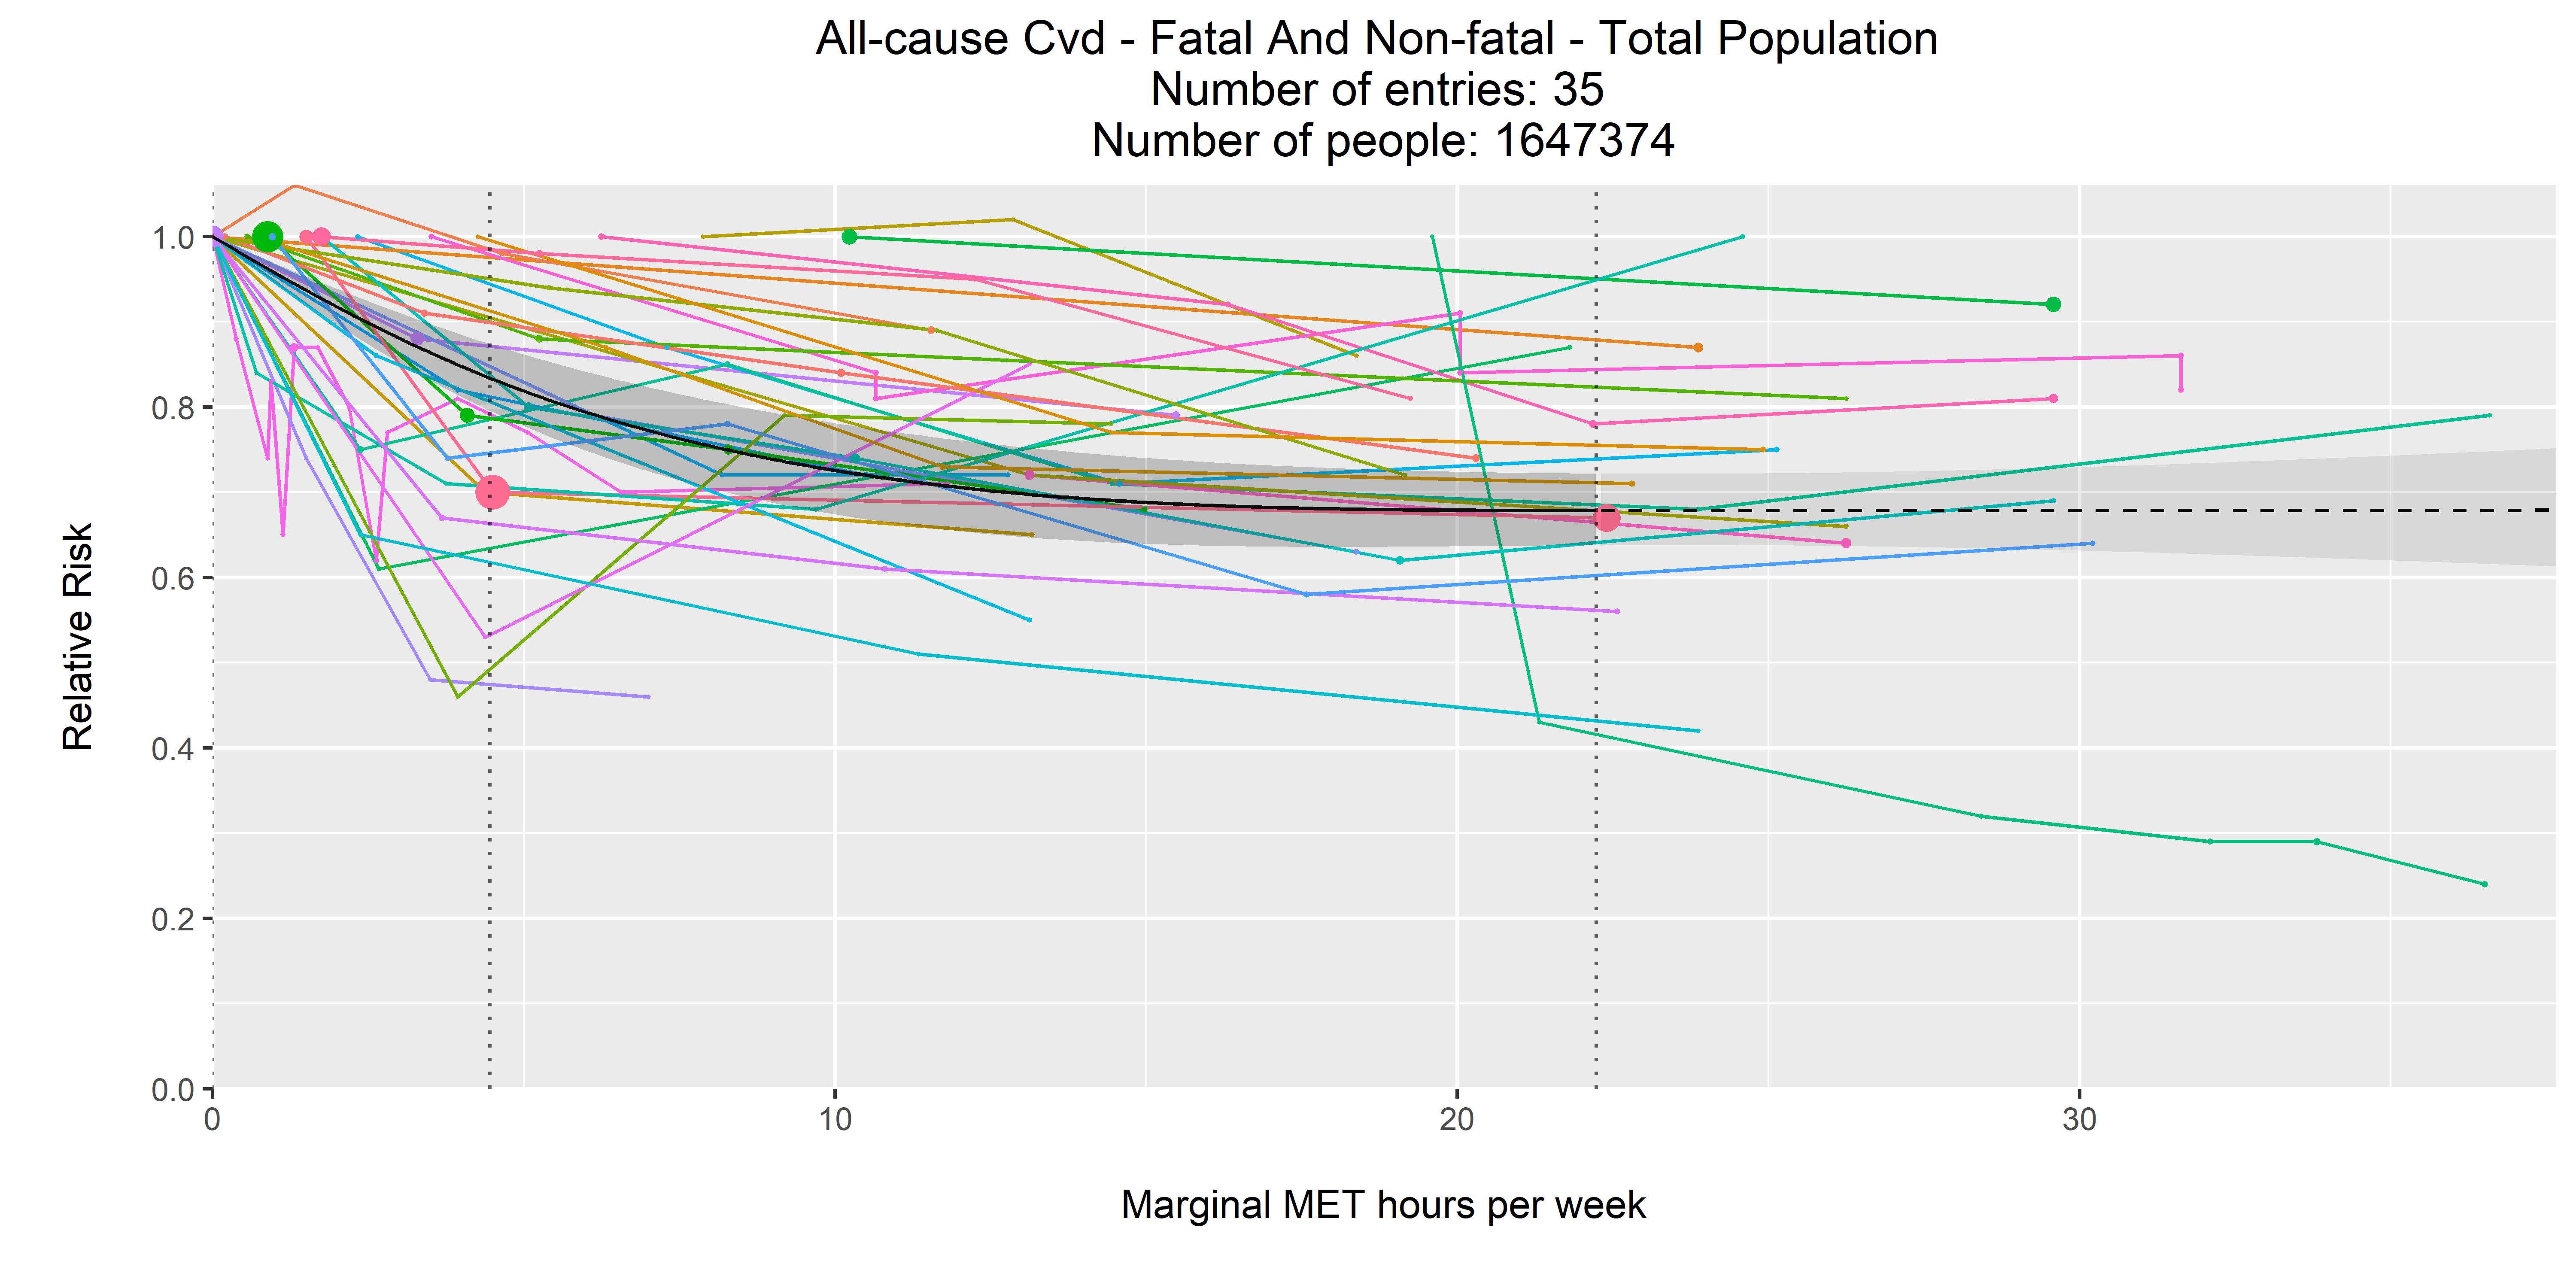 All-cause Cvd - Fatal And Non-fatal - Total Population
Number of entries: 35
Number of people: 1647374
1.0
0.8
0.6
0.4
0.2
0.0
Relative Risk
0 10 20 30
Marginal MET hours per week